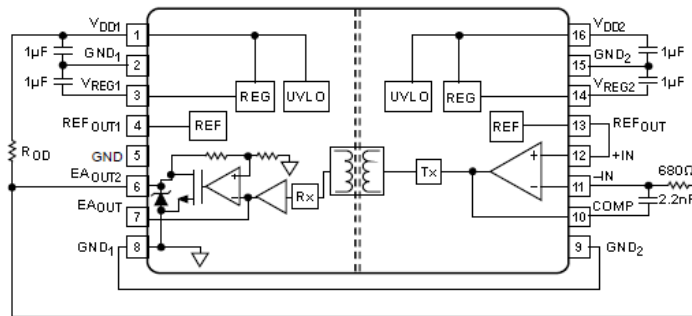 VDD1
1µF
GND1
1µF
VREG1
REFOUT1
GND
ROD
EAOUT2
EAOUT
GND1
1
2
3
4
5
6
7
8
REG
UVLO
REF
Rx
Tx
UVLO
REG
REF
+
−
+
−
16
15
14
13
12
11
10
9
VDD2
1µF
GND2
1µF
VREG2
REFOUT
+IN
−IN
680Ω
2.2nF
COMP
GND2